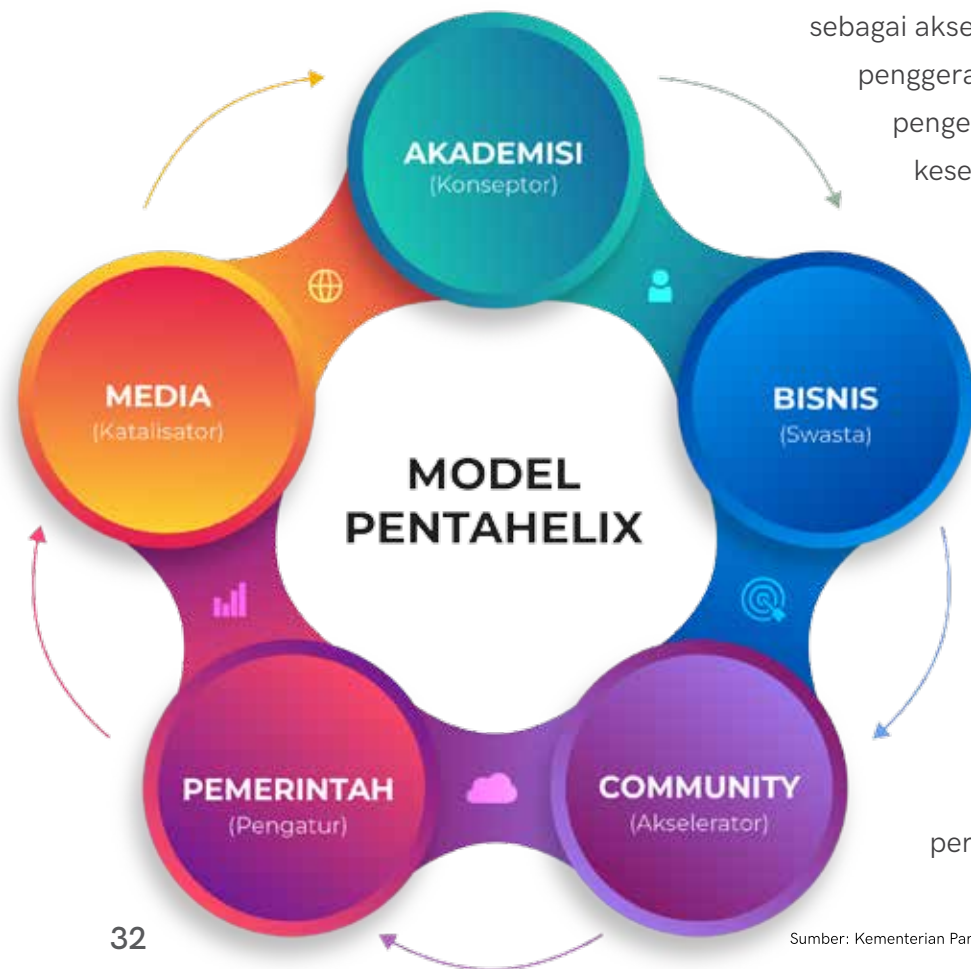 sebagai akse
penggera
penge
kese
AKADEMISI
(Konseptor)
MEDIA
(Katalisator)
BISNIS
(Swasta)
MODEL
PENTAHELIX
PEMERINTAH
(Pengatur)
COMMUNITY
(Akselerator)
per
32
Sumber: Kementerian Par